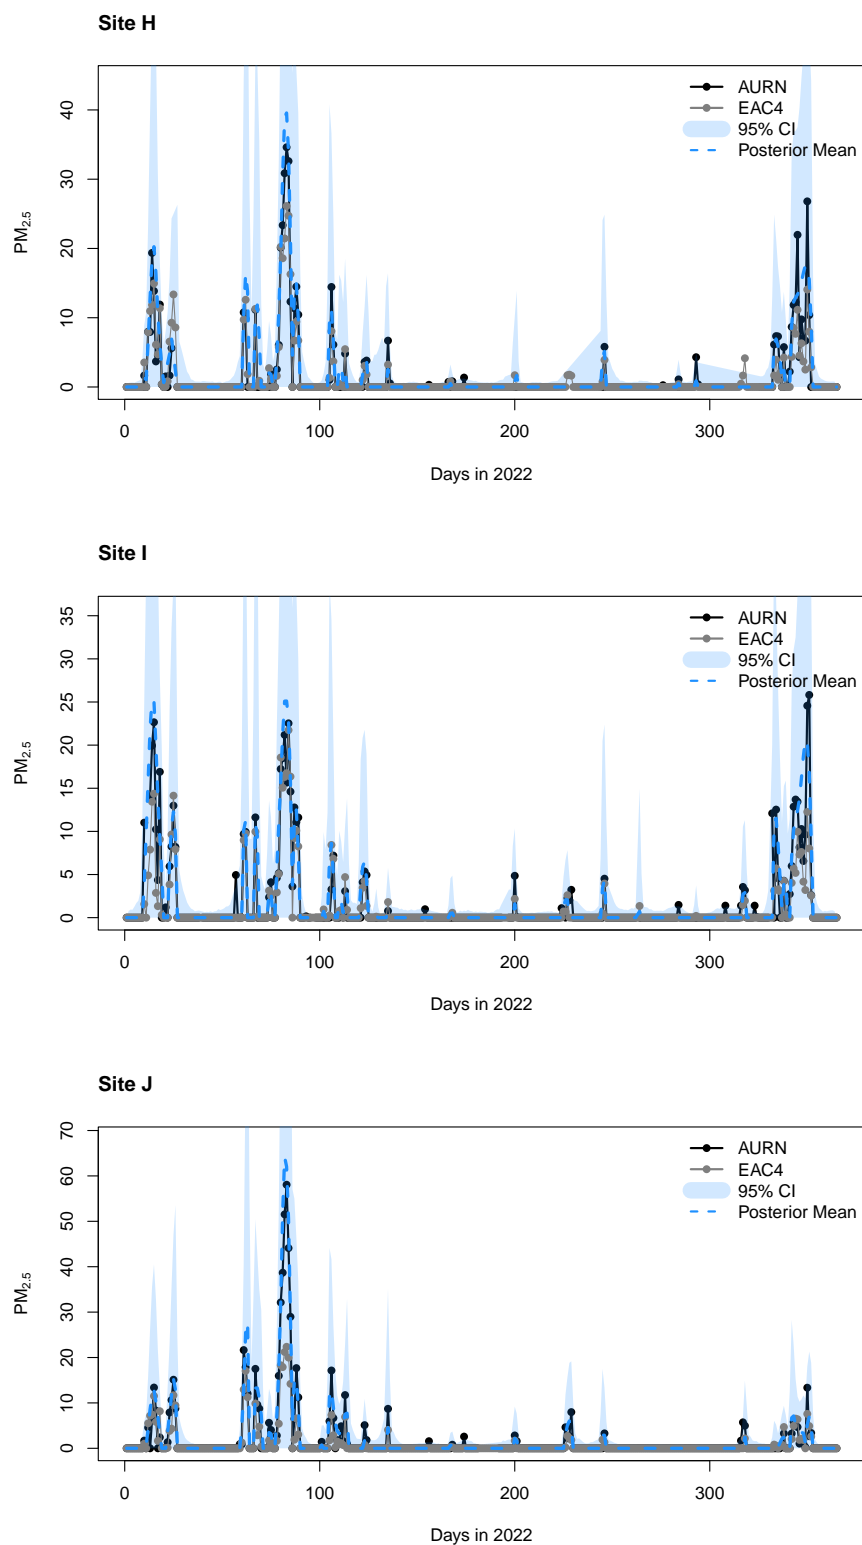 Site H
AURN
EAC4
95% CI
Posterior Mean
PM2.5
40
30
20
10
0
0 100 200 300
Days in 2022
Site I
AURN
EAC4
95% CI
Posterior Mean
PM2.5
35
30
25
20
15
10
5
0
0 100 200 300
Days in 2022
Site J
AURN
EAC4
95% CI
Posterior Mean
PM2.5
70
60
50
40
30
20
10
0
0 100 200 300
Days in 2022